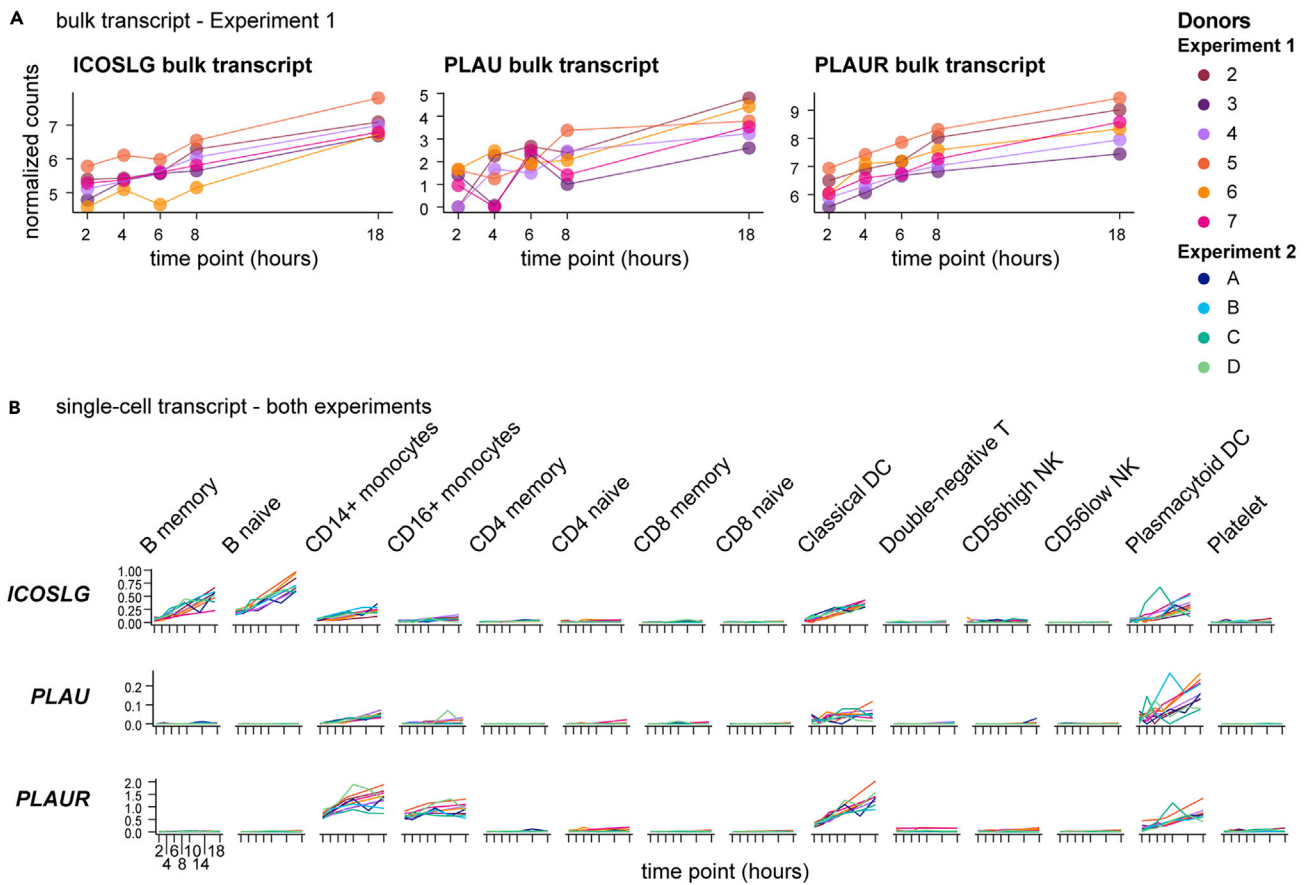 A bulk transcript - Experiment 1
ICOSLG bulk transcript
normalized counts
7
6
5
2 4 6 8 18
time point (hours)
PLAU bulk transcript
5
4
3
2
1
0
2 4 6 8 18
time point (hours)
PLAUR bulk transcript
9
8
7
6
2 4 6 8 18
time point (hours)
Donors
Experiment 1
2
3
4
5
6
7
Experiment 2
A
B
C
D
B single-cell transcript - both experiments
B memory
B naive
CD14+ monocytes
CD16+ monocytes
CD4 memory
CD4 naive
CD8 memory
CD8 naive
Classical DC
Double-negative T
CD56high NK
CD56low NK
Plasmacytoid DC
Platelet
ICOSLG
1.00
0.75
0.50
0.25
0.00
PLAU
0.2
0.1
0.0
PLAUR
2.0
1.5
1.0
0.5
0.0
2 6 10 18
4 8 14
time point (hours)